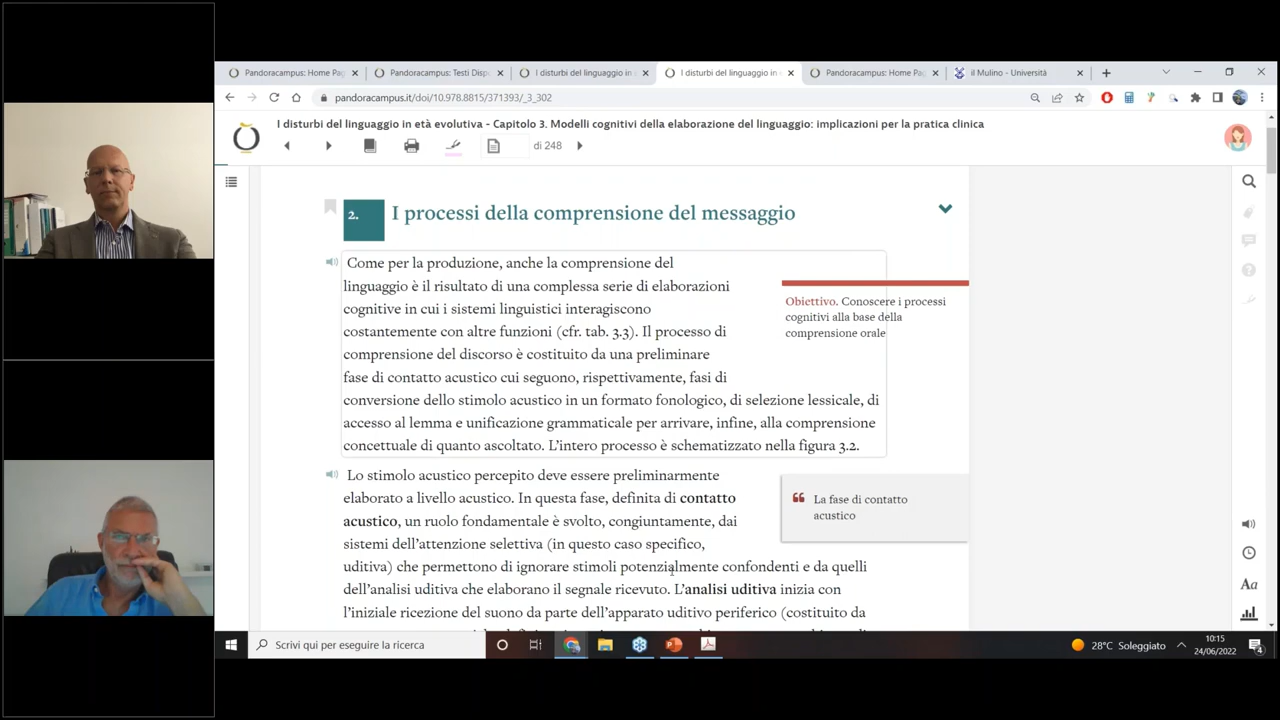 Pandoracampus: Home Pag
Pandoracampus: Testi Disp
I disturbi del linguaggio in e
I disturbi del linguaggio in
Pandoracampus: Home Pag
il Mulino - Università
pandoracampus.it/doi/10.978.8815/371393/_3_302
I disturbi del linguaggio in età evolutiva - Capitolo 3. Modelli cognitivi della elaborazione del linguaggio: implicazioni per la pratica clinica
di 248
2. I processi della comprensione del messaggio
Come per la produzione, anche la comprensione del
linguaggio è il risultato di una complessa serie di elaborazioni
cognitive in cui i sistemi linguistici interagiscono
costantemente con altre funzioni (cfr. tab. 3.3). Il processo di
comprensione del discorso è costituito da una preliminare
fase di contatto acustico cui seguono, rispettivamente, fasi di
conversione dello stimolo acustico in un formato fonologico, di selezione lessicale, di
accesso al lemma e unificazione grammaticale per arrivare, infine, alla comprensione
concettuale di quanto ascoltato. L'intero processo è schematizzato nella figura 3.2.
Obiettivo. Conoscere i processi
cognitivi alla base della
comprensione orale
Lo stimolo acustico percepito deve essere preliminarmente
elaborato a livello acustico. In questa fase, definita di contatto
acustico, un ruolo fondamentale è svolto, congiuntamente, dai
sistemi dell'attenzione selettiva (in questo caso specifico,
uditiva) che permettono di ignorare stimoli potenzialmente confondenti e da quelli
dell'analisi uditiva che elaborano il segnale ricevuto. L'analisi uditiva inizia con
l'iniziale ricezione del suono da parte dell'apparato uditivo periferico (costituito da
La fase di contatto
acustico
Aa
Scrivi qui per eseguire la ricerca
28°C Soleggiato
10:15
24/06/2022
4